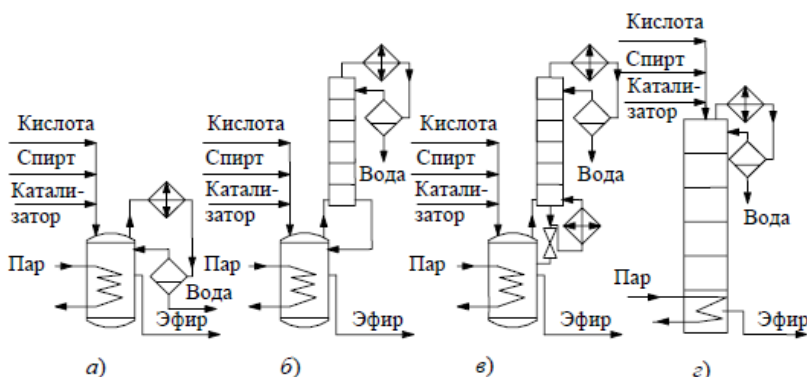 Кислота
Спирт
Катали-
затор
Пар
Вода
Эфир
а)
Кислота
Спирт
Катали-
затор
Пар
Вода
Эфир
б)
Кислота
Спирт
Катали-
затор
Пар
Вода
Эфир
в)
Кислота
Спирт
Катали-
затор
Пар
Вода
Эфир
г)